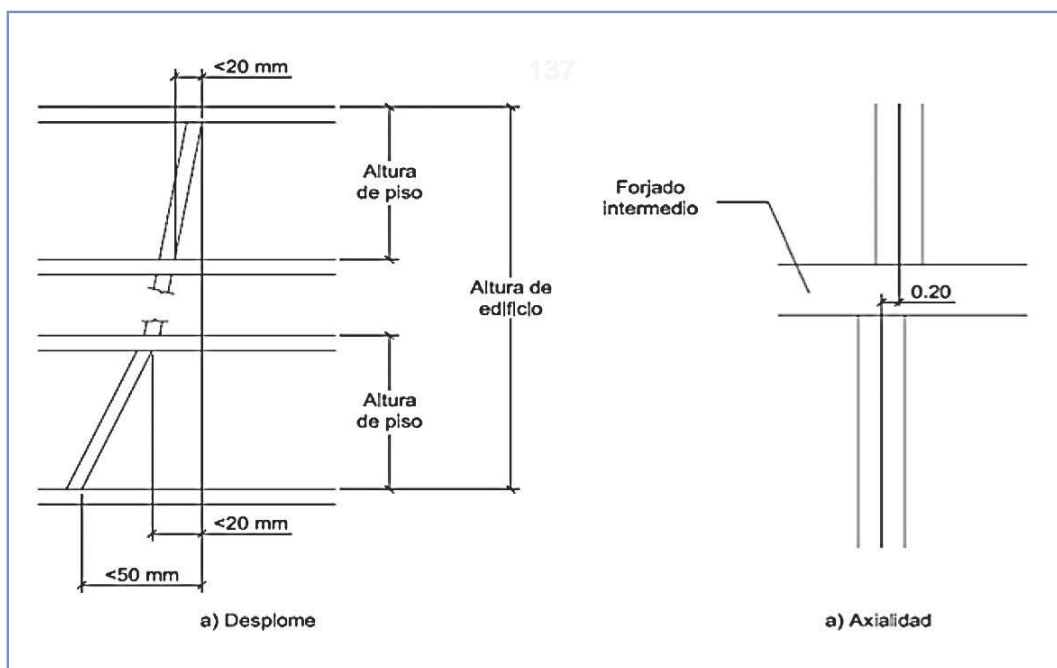 137
<20 mm
Altura
de piso
Altura de
edificio
Altura
de piso
<20 mm
<50 mm
a) Desplome
Forjado
intermedio
0.20
a) Axialidad